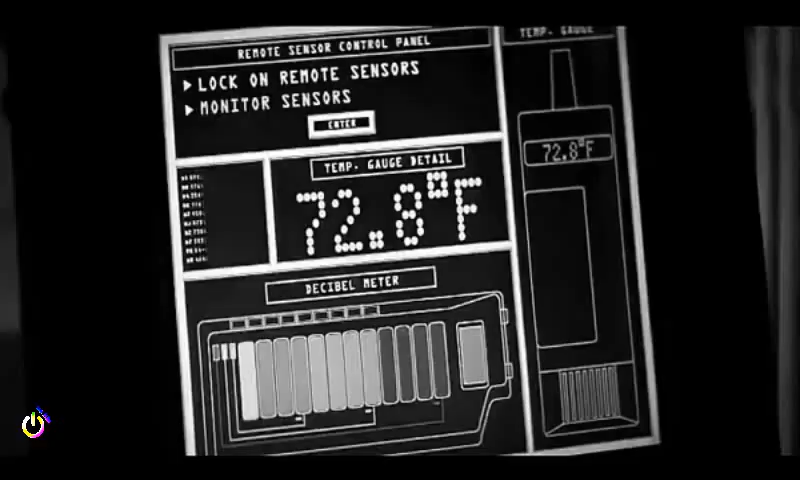 REMOTE SENSOR CONTROL PANEL
▶ LOCK ON REMOTE SENSORS
▶ MONITOR SENSORS
ENTER
TEMP. GAUGE DETAIL
72.8°F
DECIBEL METER
TEMP. GAUGE
72.8°F